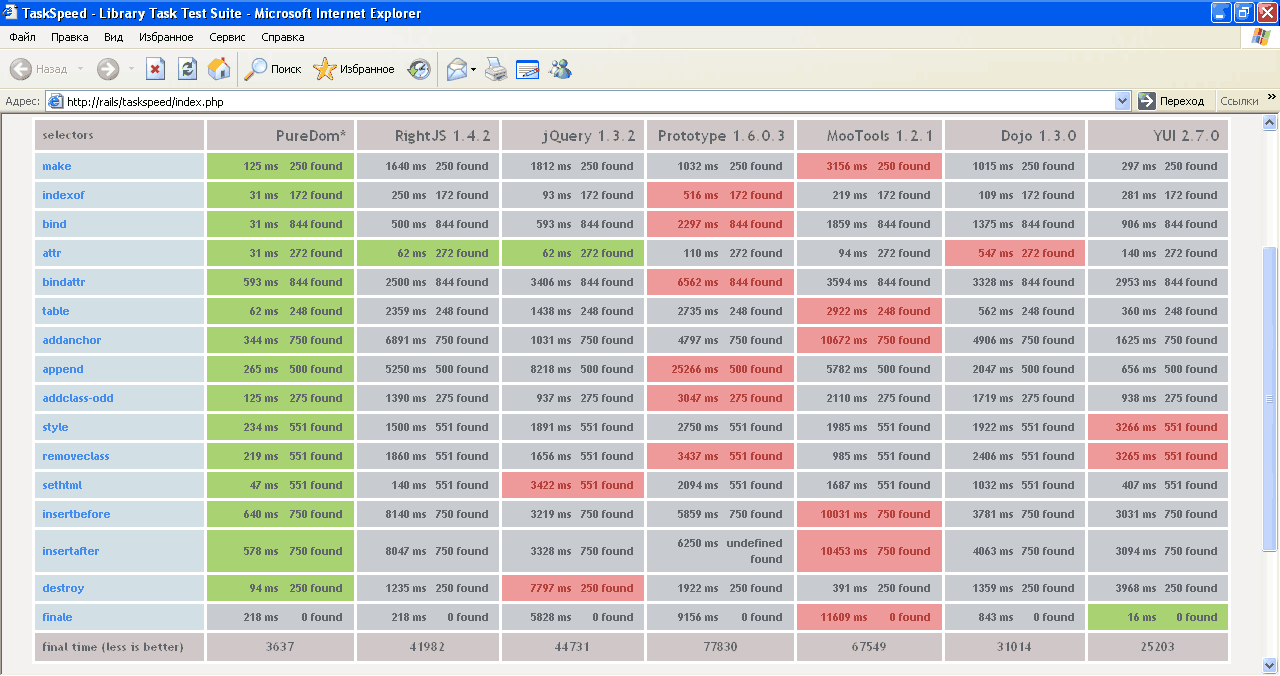 TaskSpeed - Library Task Test Suite - Microsoft Internet Explorer
Файл Правка Вид Избранное Сервис Справка
Назад Поиск Избранное
Адрес: http://rails/taskspeed/index.php Переход Ссылки »
selectors PureDom* RightJS 1.4.2 jQuery 1.3.2 Prototype 1.6.0.3 MooTools 1.2.1 Dojo 1.3.0 YUI 2.7.0
make 125 ms 250 found 1640 ms 250 found 1812 ms 250 found 1032 ms 250 found 3156 ms 250 found 1015 ms 250 found 297 ms 250 found
indexof 31 ms 172 found 250 ms 172 found 93 ms 172 found 516 ms 172 found 219 ms 172 found 109 ms 172 found 281 ms 172 found
bind 31 ms 844 found 500 ms 844 found 593 ms 844 found 2297 ms 844 found 1859 ms 844 found 1375 ms 844 found 906 ms 844 found
attr 31 ms 272 found 62 ms 272 found 62 ms 272 found 110 ms 272 found 94 ms 272 found 547 ms 272 found 140 ms 272 found
bindattr 593 ms 844 found 2500 ms 844 found 3406 ms 844 found 6562 ms 844 found 3594 ms 844 found 3328 ms 844 found 2953 ms 844 found
table 62 ms 248 found 2359 ms 248 found 1438 ms 248 found 2735 ms 248 found 2922 ms 248 found 562 ms 248 found 360 ms 248 found
addanchor 344 ms 750 found 6891 ms 750 found 1031 ms 750 found 4797 ms 750 found 10672 ms 750 found 4906 ms 750 found 1625 ms 750 found
append 265 ms 500 found 5250 ms 500 found 8218 ms 500 found 25266 ms 500 found 5782 ms 500 found 2047 ms 500 found 656 ms 500 found
addclass-odd 125 ms 275 found 1390 ms 275 found 937 ms 275 found 3047 ms 275 found 2110 ms 275 found 1719 ms 275 found 938 ms 275 found
style 234 ms 551 found 1500 ms 551 found 1891 ms 551 found 2750 ms 551 found 1985 ms 551 found 1922 ms 551 found 3266 ms 551 found
removeclass 219 ms 551 found 1860 ms 551 found 1656 ms 551 found 3437 ms 551 found 985 ms 551 found 2406 ms 551 found 3265 ms 551 found
sethtml 47 ms 551 found 140 ms 551 found 3422 ms 551 found 2094 ms 551 found 1687 ms 551 found 1032 ms 551 found 407 ms 551 found
insertbefore 640 ms 750 found 8140 ms 750 found 3219 ms 750 found 5859 ms 750 found 10031 ms 750 found 3781 ms 750 found 3031 ms 750 found
insertafter 578 ms 750 found 8047 ms 750 found 3328 ms 750 found 6250 ms undefined found 10453 ms 750 found 4063 ms 750 found 3094 ms 750 found
destroy 94 ms 250 found 1235 ms 250 found 7797 ms 250 found 1922 ms 250 found 391 ms 250 found 1359 ms 250 found 3968 ms 250 found
finale 218 ms 0 found 218 ms 0 found 5828 ms 0 found 9156 ms 0 found 11609 ms 0 found 843 ms 0 found 16 ms 0 found
final time (less is better) 3637 41982 44731 77830 67549 31014 25203